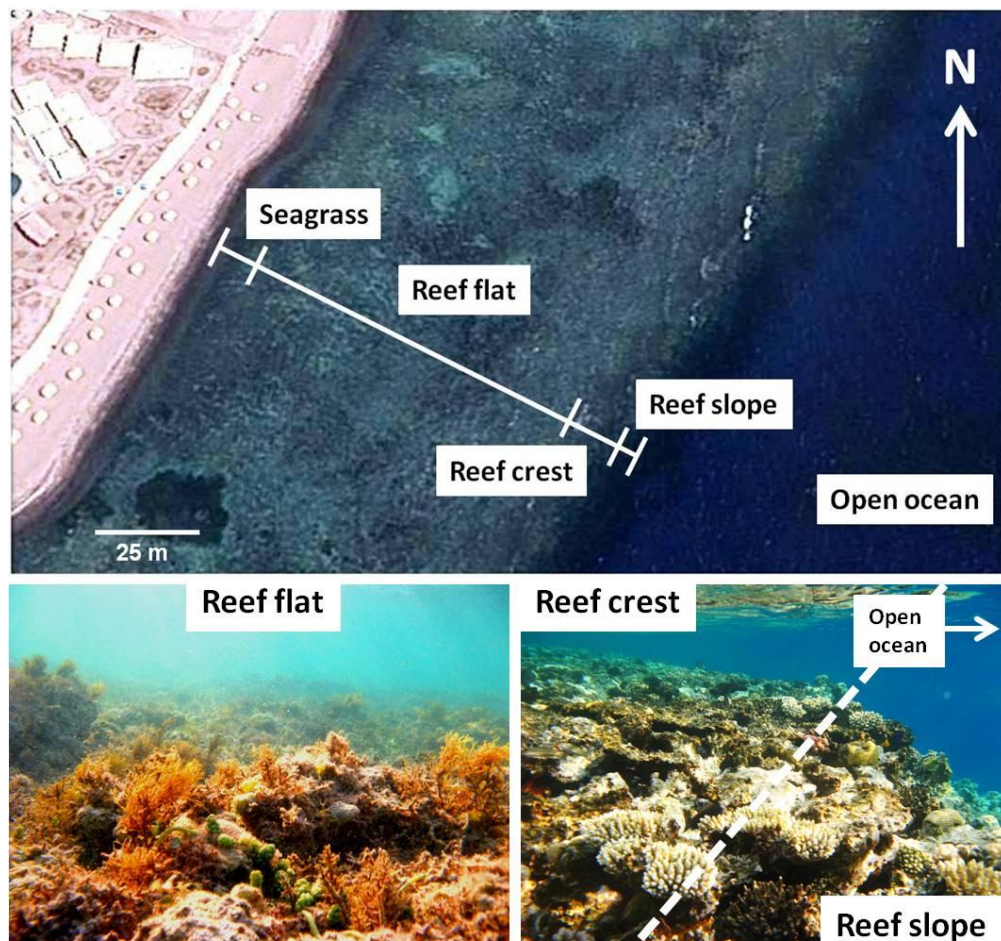 N
Seagrass
Reef flat
Reef slope
Reef crest
Open ocean
25 m
Reef flat
Reef crest
Open
ocean
Reef slope